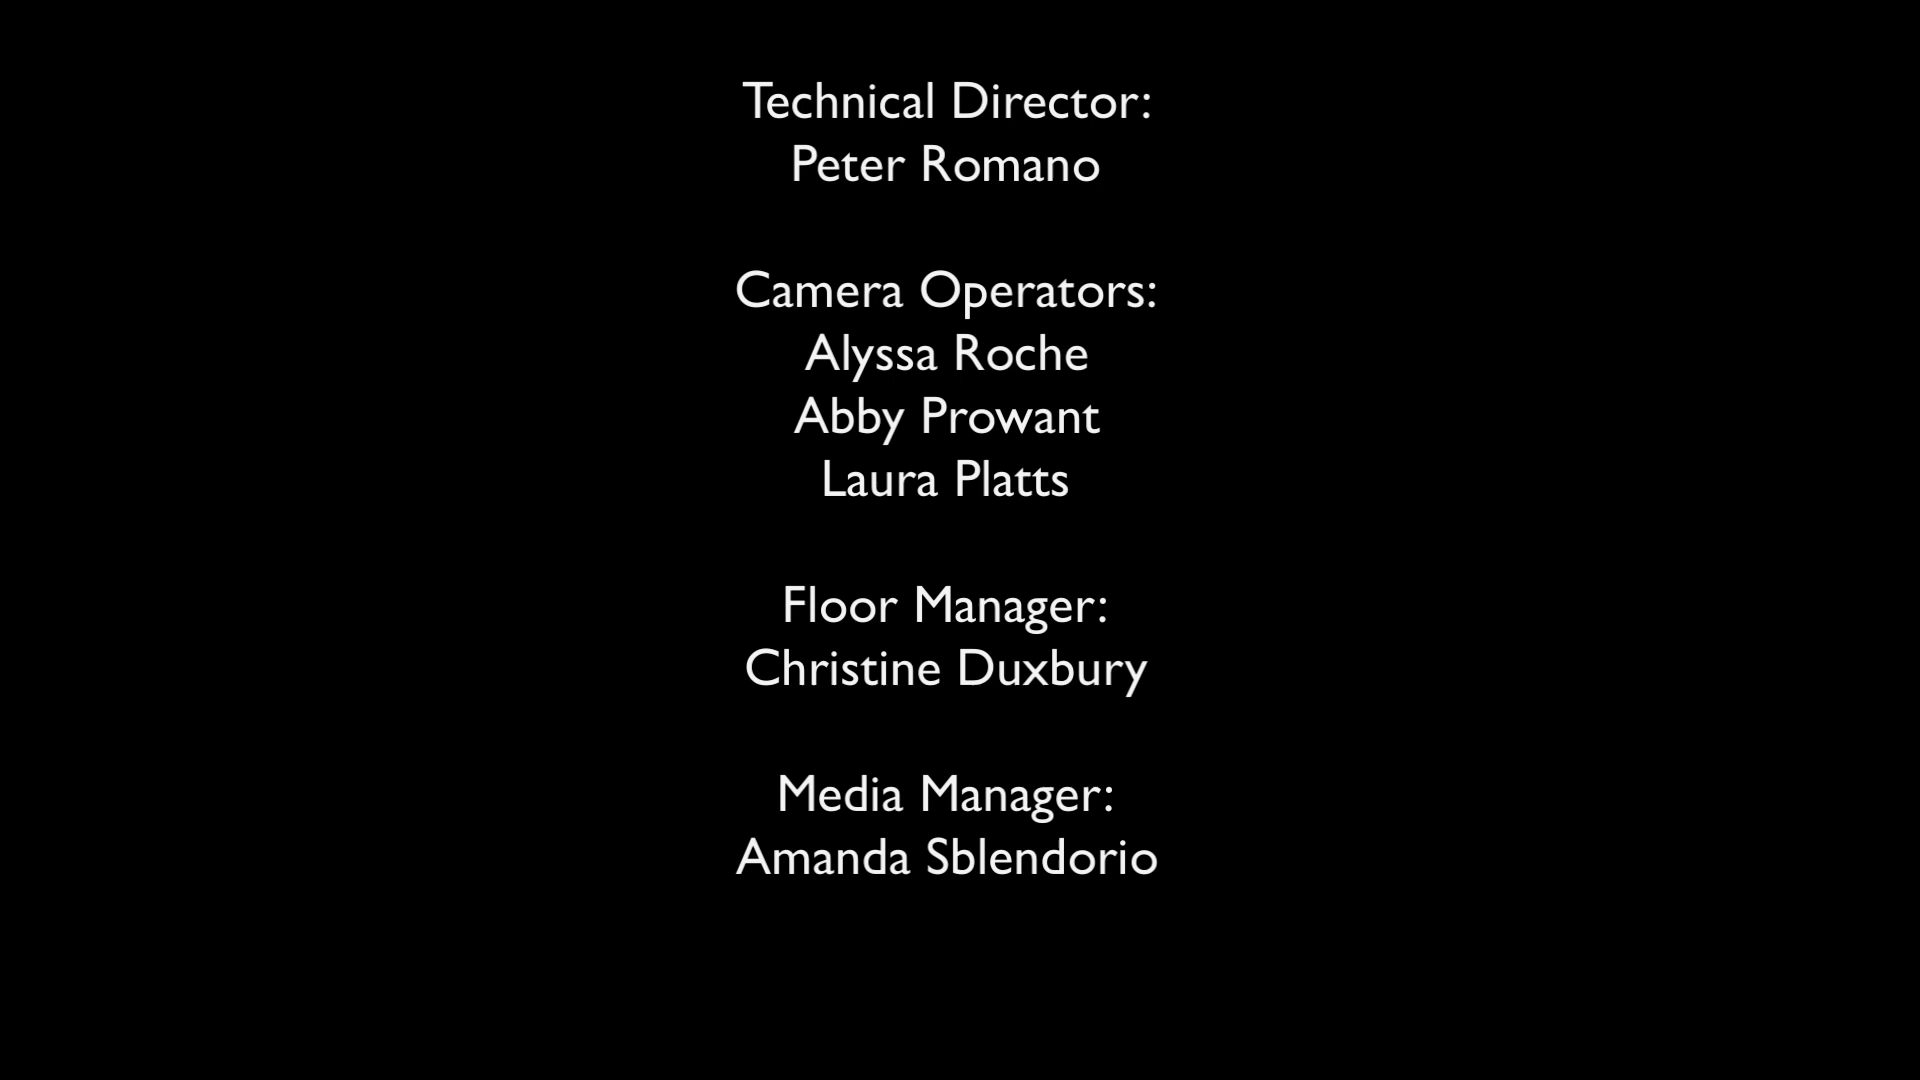 Technical Director:
Peter Romano
Camera Operators:
Alyssa Roche
Abby Prowant
Laura Platts
Floor Manager:
Christine Duxbury
Media Manager:
Amanda Sblendorio